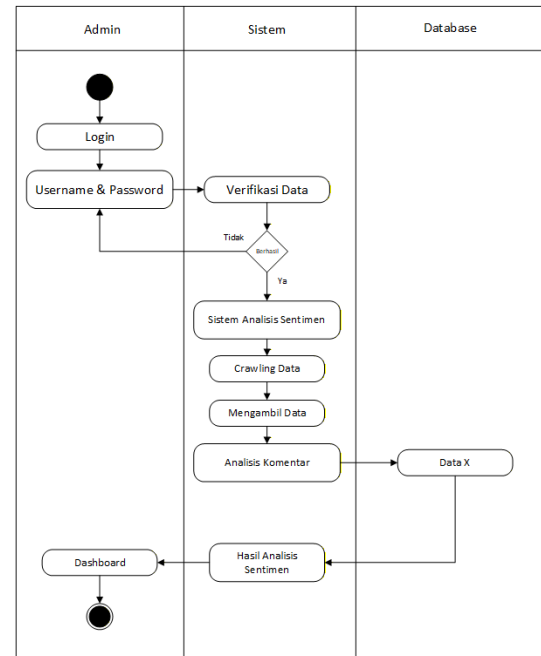 Admin
Sistem
Database
Login
Username & Password
Verifikasi Data
Tidak
Berhasil
Ya
Sistem Analisis Sentimen
Crawling Data
Mengambil Data
Analisis Komentar
Data X
Hasil Analisis
Sentimen
Dashboard